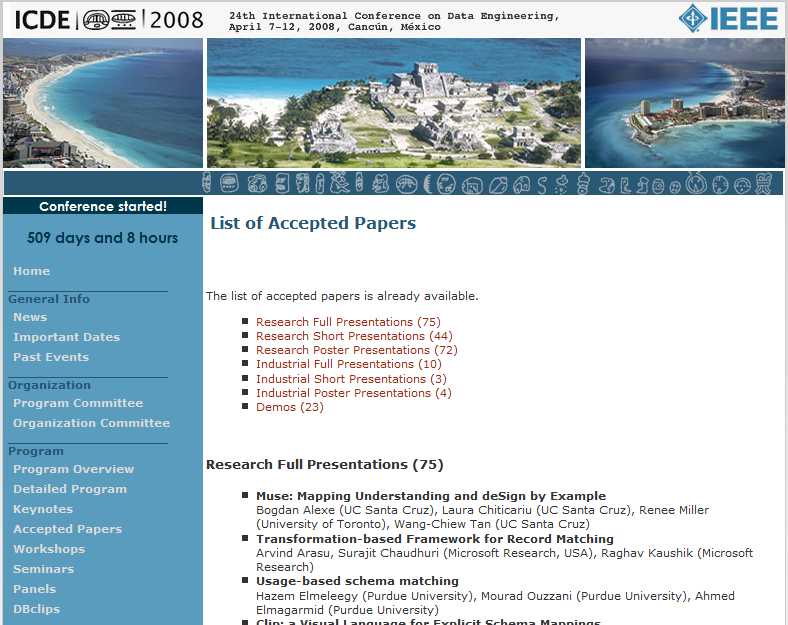 ICDE 2008
24th International Conference on Data Engineering,
April 7-12, 2008, Cancún, México
IEEE
Conference started!
509 days and 8 hours
Home
General Info
News
Important Dates
Past Events
Organization
Program Committee
Organization Committee
Program
Program Overview
Detailed Program
Keynotes
Accepted Papers
Workshops
Seminars
Panels
DBclips
List of Accepted Papers
The list of accepted papers is already available.
Research Full Presentations (75)
Research Short Presentations (44)
Research Poster Presentations (72)
Industrial Full Presentations (10)
Industrial Short Presentations (3)
Industrial Poster Presentations (4)
Demos (23)
Research Full Presentations (75)
Muse: Mapping Understanding and deSign by Example
Bogdan Alexe (UC Santa Cruz), Laura Chiticariu (UC Santa Cruz), Renee Miller
(University of Toronto), Wang-Chiew Tan (UC Santa Cruz)
Transformation-based Framework for Record Matching
Arvind Arasu, Surajit Chaudhuri (Microsoft Research, USA), Raghav Kaushik (Microsoft
Research)
Usage-based schema matching
Hazem Elmeleegy (Purdue University), Mourad Ouzzani (Purdue University), Ahmed
Elmagarmid (Purdue University)
Clip: a Visual Language for Explicit Schema Mappings